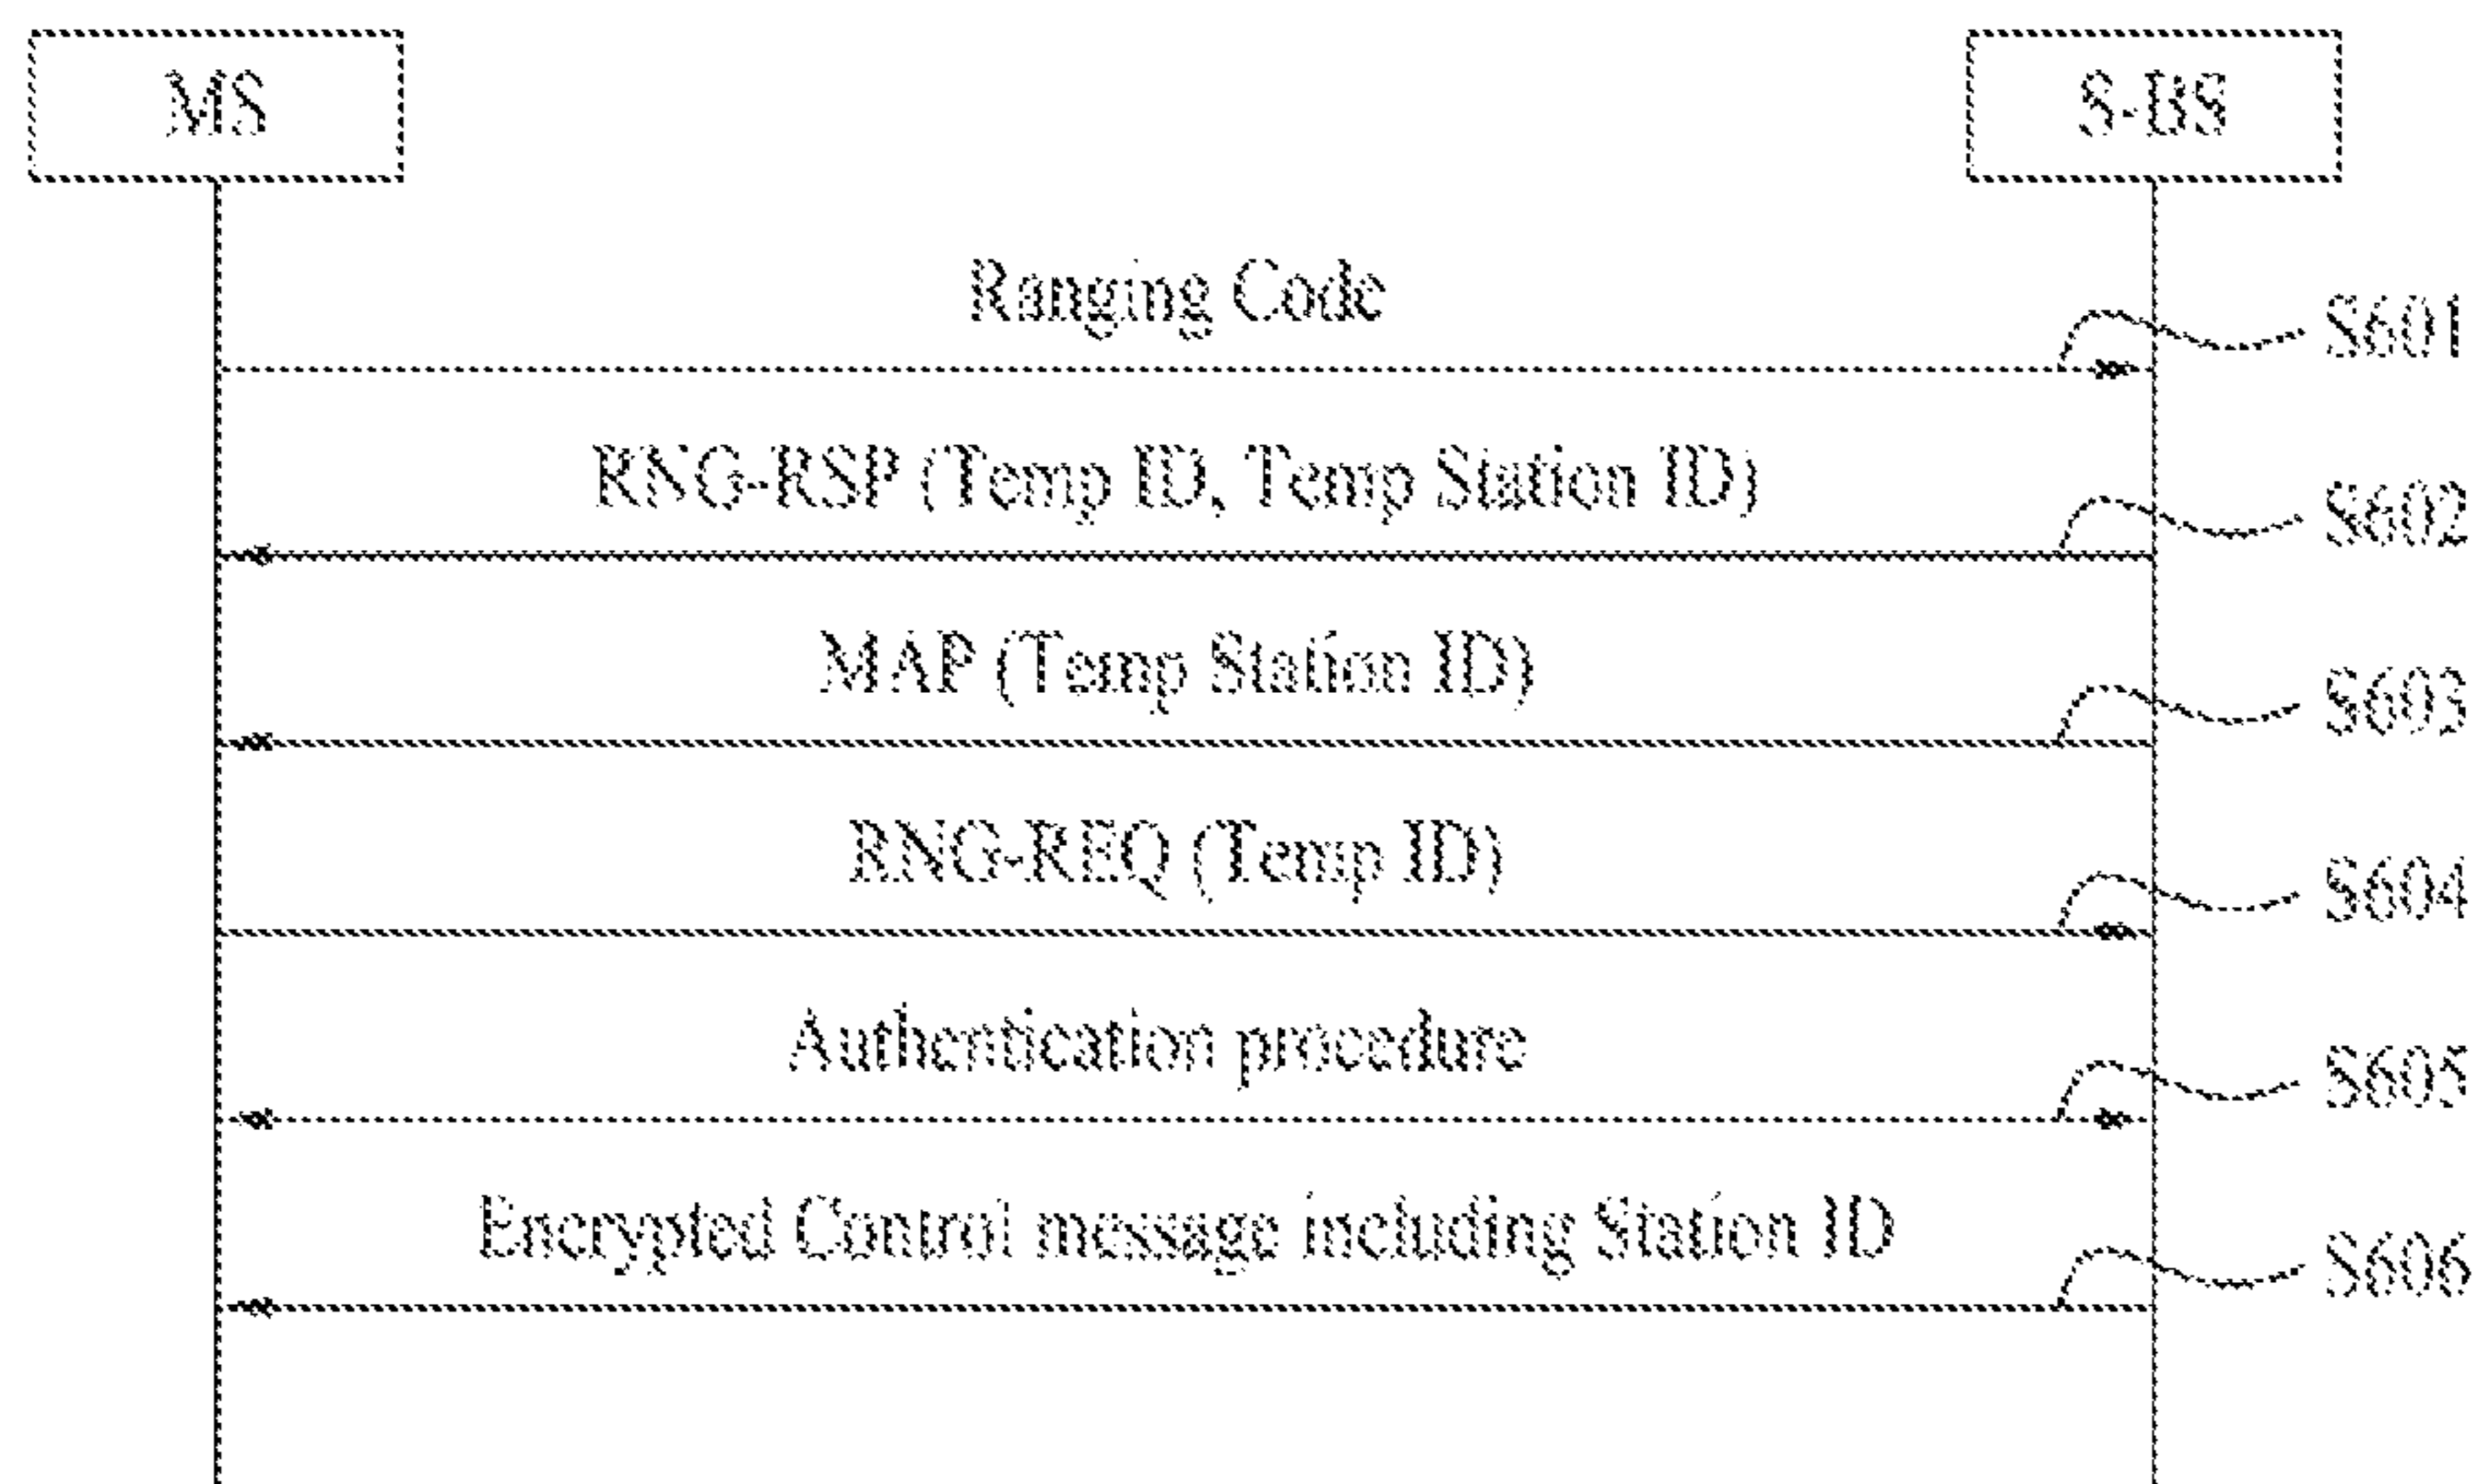 MS
S-BS
Ranging Code
S601
RNG-RSP (Temp ID, Temp Station ID)
S602
MAP (Temp Station ID)
S603
RNG-REQ (Temp ID)
S604
Authentication procedure
S605
Encrypted Control message including Station ID
S606